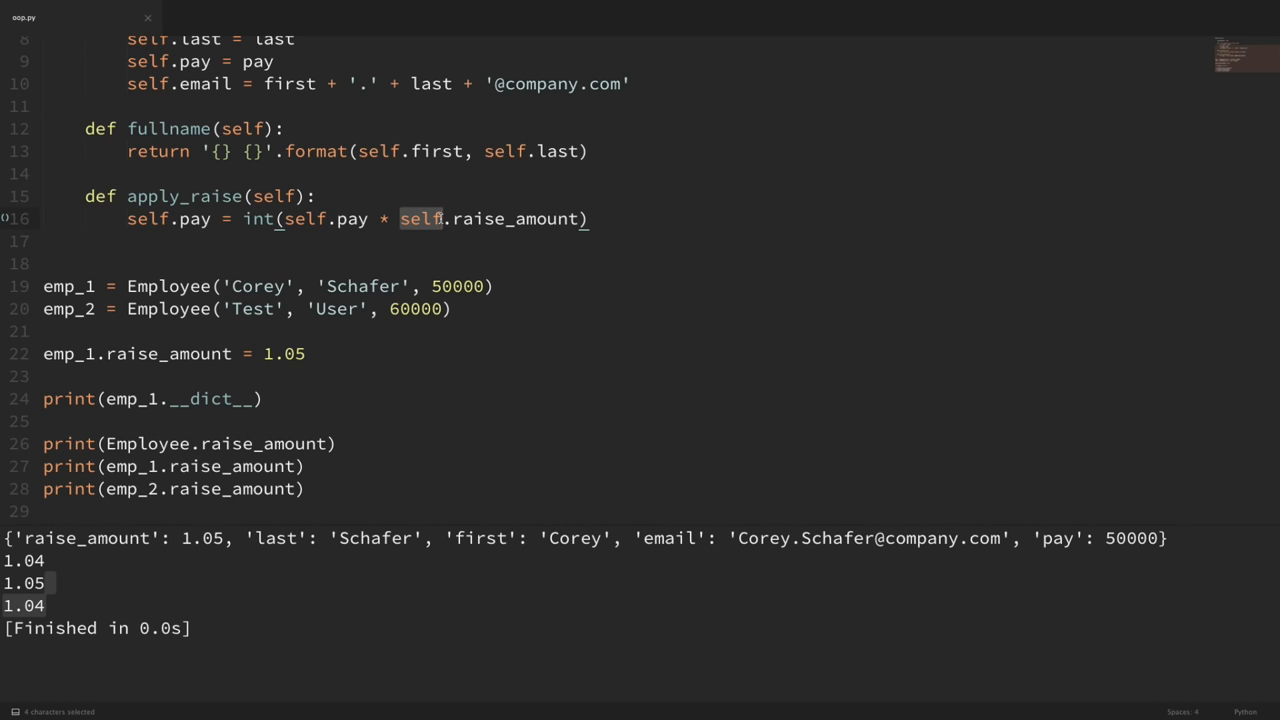 oop.py
8 self.last = last
9 self.pay = pay
10 self.email = first + '.' + last + '@company.com'
11
12 def fullname(self):
13 return '{} {}'.format(self.first, self.last)
14
15 def apply_raise(self):
16 self.pay = int(self.pay * self.raise_amount)
17
18
19 emp_1 = Employee('Corey', 'Schafer', 50000)
20 emp_2 = Employee('Test', 'User', 60000)
21
22 emp_1.raise_amount = 1.05
23
24 print(emp_1.__dict__)
25
26 print(Employee.raise_amount)
27 print(emp_1.raise_amount)
28 print(emp_2.raise_amount)
29
{'raise_amount': 1.05, 'last': 'Schafer', 'first': 'Corey', 'email': 'Corey.Schafer@company.com', 'pay': 50000}
1.04
1.05
1.04
[Finished in 0.0s]
4 characters selected Spaces: 4 Python